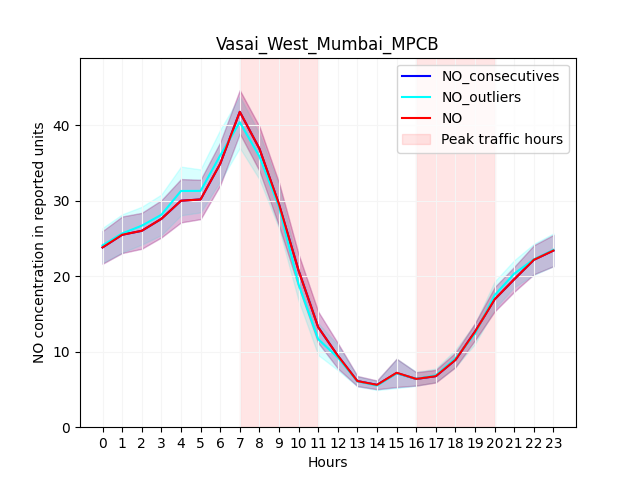 Vasai_West_Mumbai_MPCB
NO_consecutives
NO_outliers
NO
Peak traffic hours
NO concentration in reported units
40
30
20
10
0
0 1 2 3 4 5 6 7 8 9 10 11 12 13 14 15 16 17 18 19 20 21 22 23
Hours